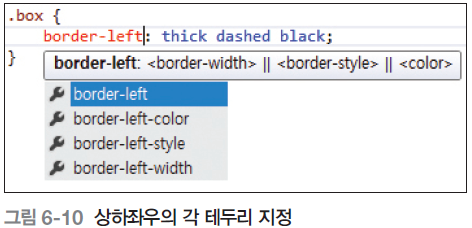 .box {
border-left: thick dashed black;
}
border-left: <border-width> || <border-style> || <color>
border-left
border-left-color
border-left-style
border-left-width
그림 6-10 상하좌우의 각 테두리 지정